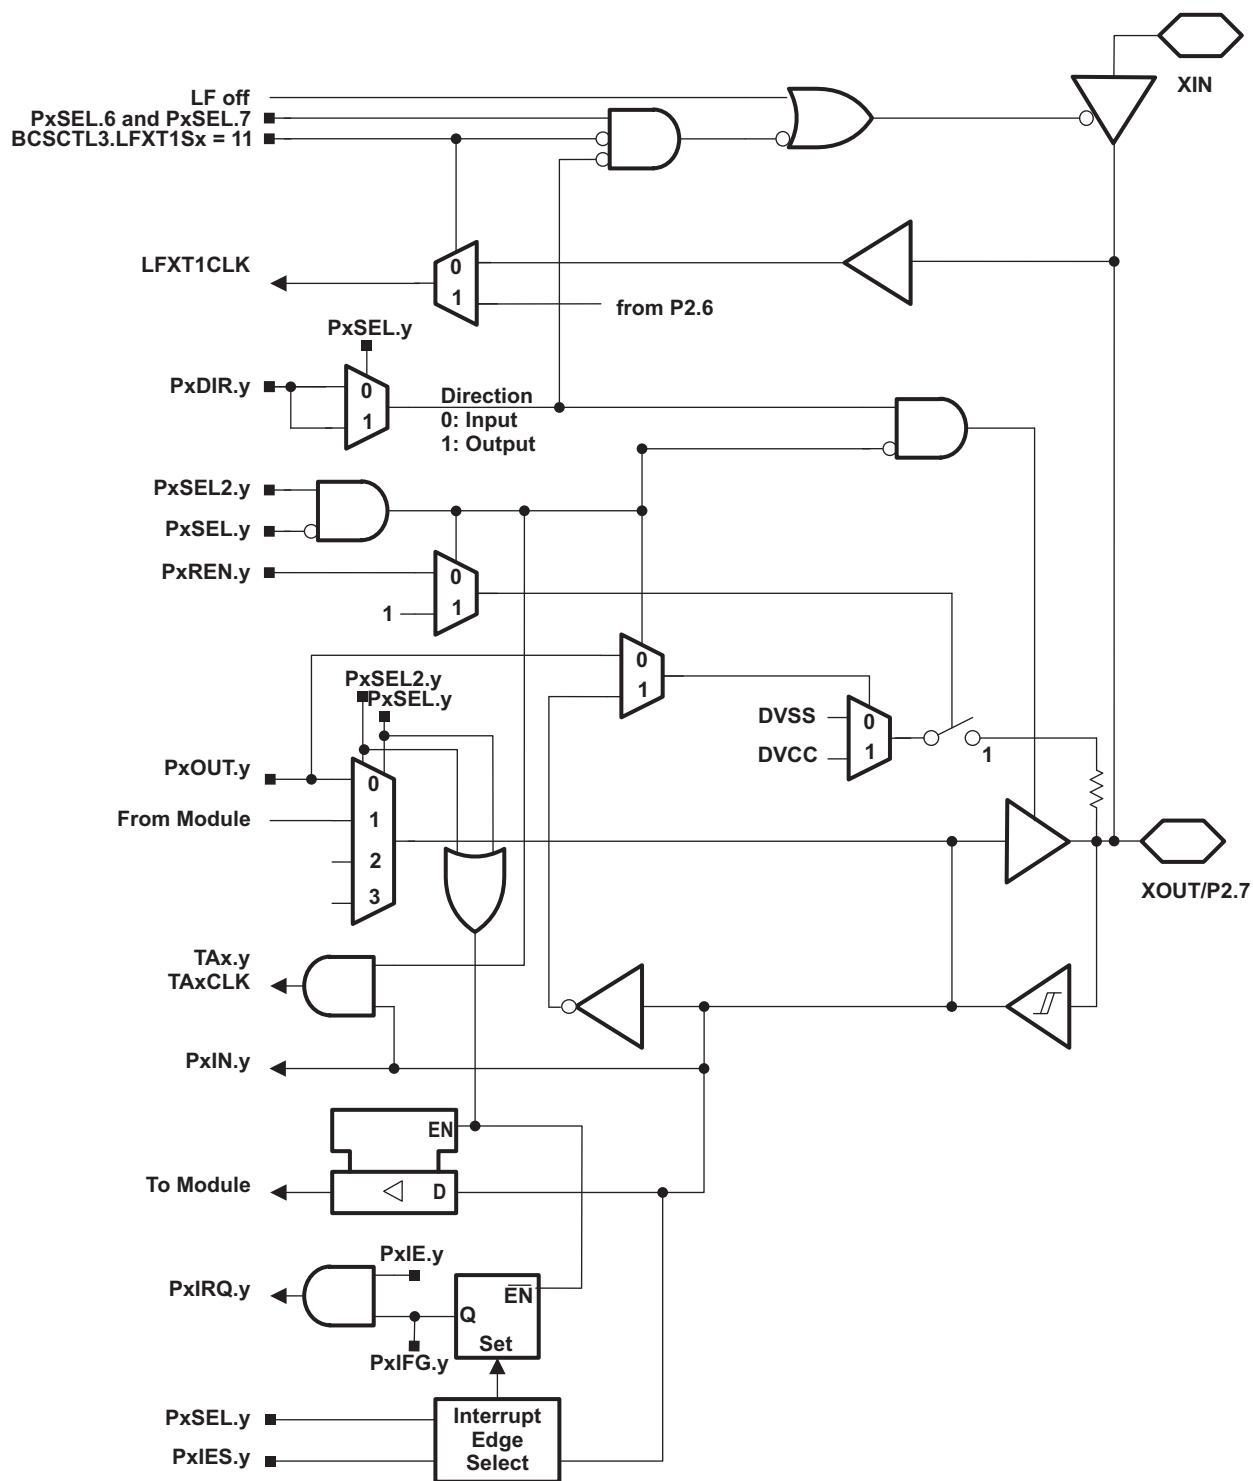 XIN
LF off
PxSEL.6 and PxSEL.7
BCSCTL3.LFXT1Sx = 11
LFXT1CLK
0
1
from P2.6
PxSEL.y
PxDIR.y
0
1
Direction
0: Input
1: Output
PxSEL2.y
PxSEL.y
PxREN.y
0
1
1
0
1
PxSEL2.y
PxSEL.y
DVSS
DVCC
0
1
1
PxOUT.y
From Module
0
1
2
3
XOUT/P2.7
TAx.y
TAxCLK
PxIN.y
EN
To Module
D
PxIE.y
PxIRQ.y
EN
Q
Set
PxIFG.y
PxSEL.y
PxIES.y
Interrupt
Edge
Select